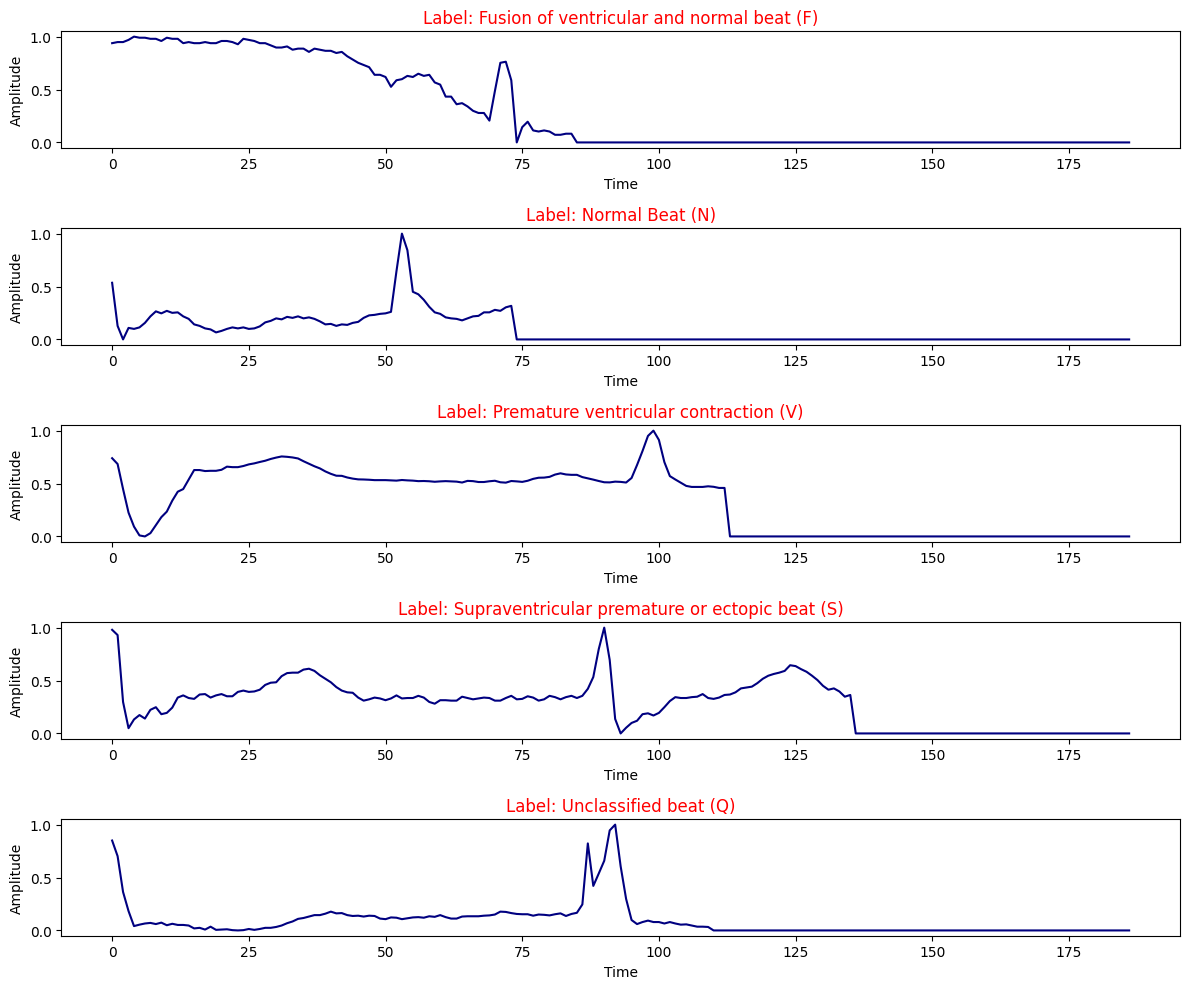 Label: Fusion of ventricular and normal beat (F)
1.0
0.5
0.0
Amplitude
0 25 50 75 100 125 150 175
Time
Label: Normal Beat (N)
1.0
0.5
0.0
Amplitude
0 25 50 75 100 125 150 175
Time
Label: Premature ventricular contraction (V)
1.0
0.5
0.0
Amplitude
0 25 50 75 100 125 150 175
Time
Label: Supraventricular premature or ectopic beat (S)
1.0
0.5
0.0
Amplitude
0 25 50 75 100 125 150 175
Time
Label: Unclassified beat (Q)
1.0
0.5
0.0
Amplitude
0 25 50 75 100 125 150 175
Time